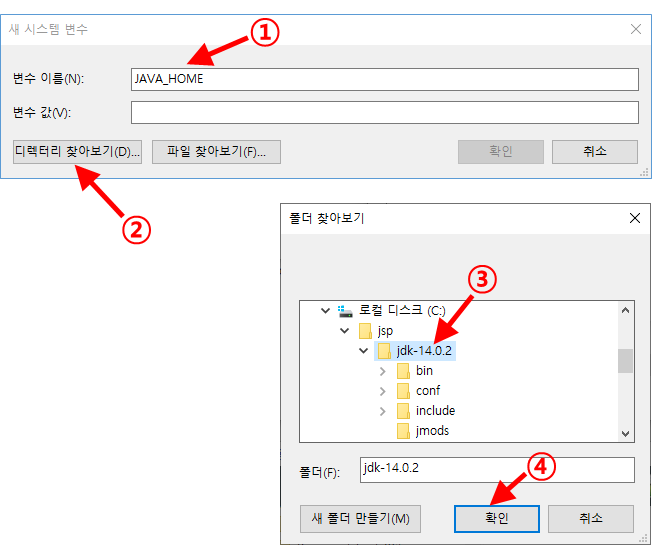 새 시스템 변수
①
변수 이름(N): JAVA_HOME
변수 값(V):
디렉터리 찾아보기(D)... 파일 찾아보기(F)... 확인 취소
②
폴더 찾아보기
③
로컬 디스크 (C:)
jsp
jdk-14.0.2
bin
conf
include
jmods
폴더(F): jdk-14.0.2
④
새 폴더 만들기(M) 확인 취소